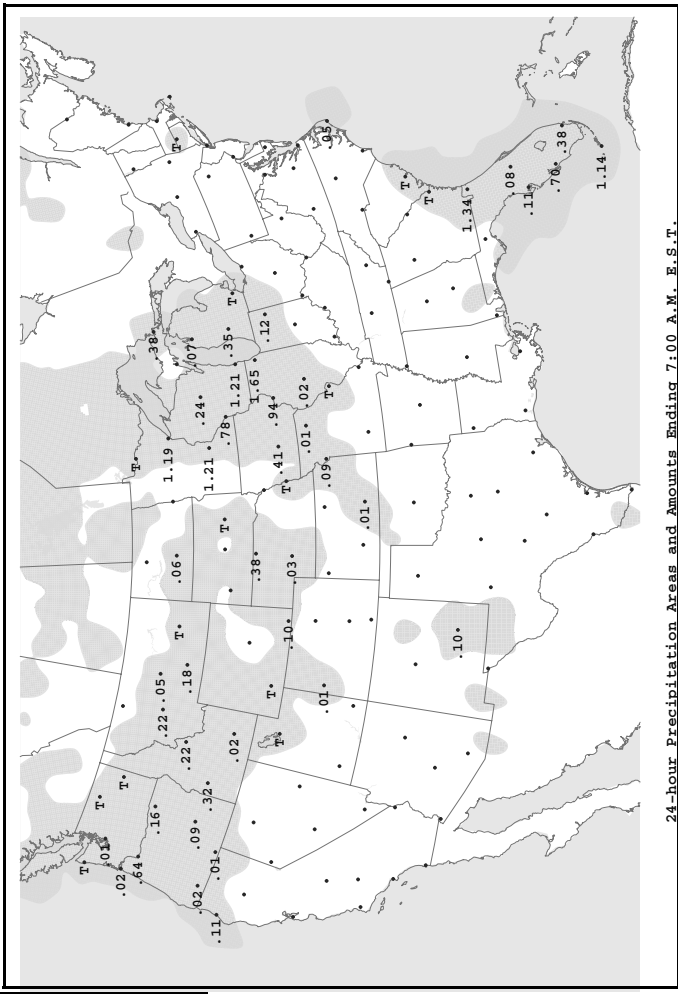 T
T
.01
.02
T
.64
T
.16
.38
.22
.05
1.19
.06
T
T
.22
.18
.07
.09
.02
.24
.32
1.21
.11
.01
T
.78
.35
T
.02
1.21
.38
1.65
.12
T
.94
T
.41
T
.10
.03
.02
.01
.01
.09
T
.05
.01
T
T
.10
1.34
.08
.11
.70
.38
1.14
24-hour Precipitation Areas and Amounts Ending 7:00 A.M. E.S.T.